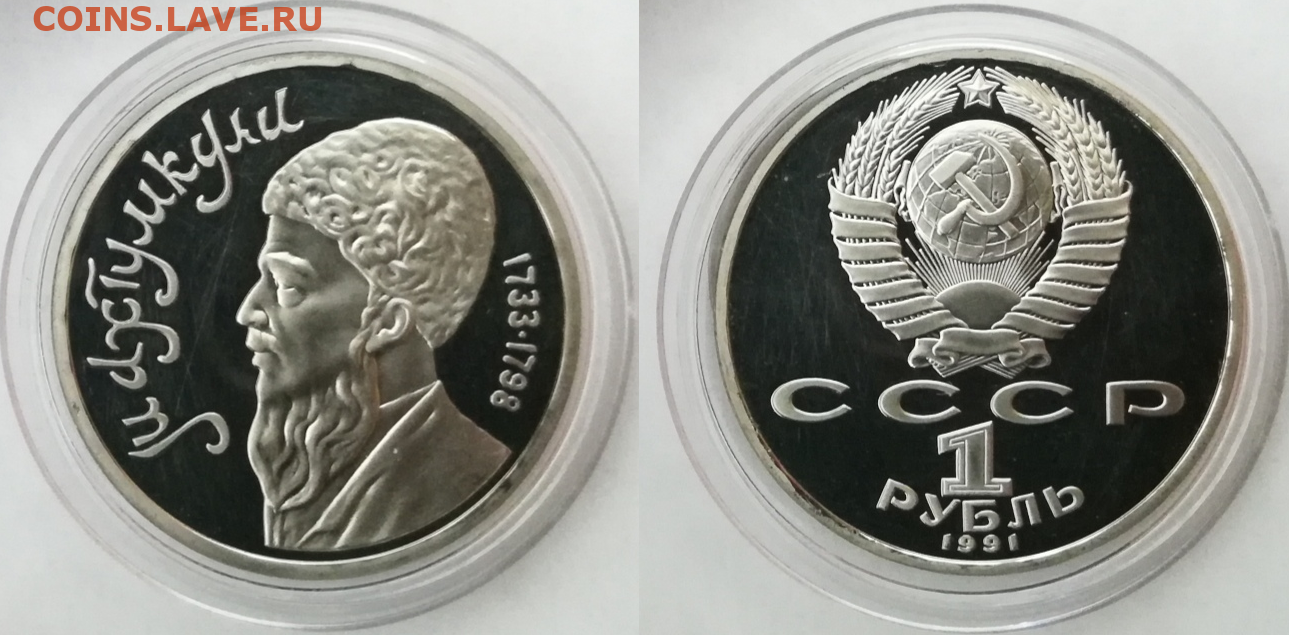 COINS.LAVE.RU
Махтумкули
1733·1798
СССР
1
РУБЛЬ
1991